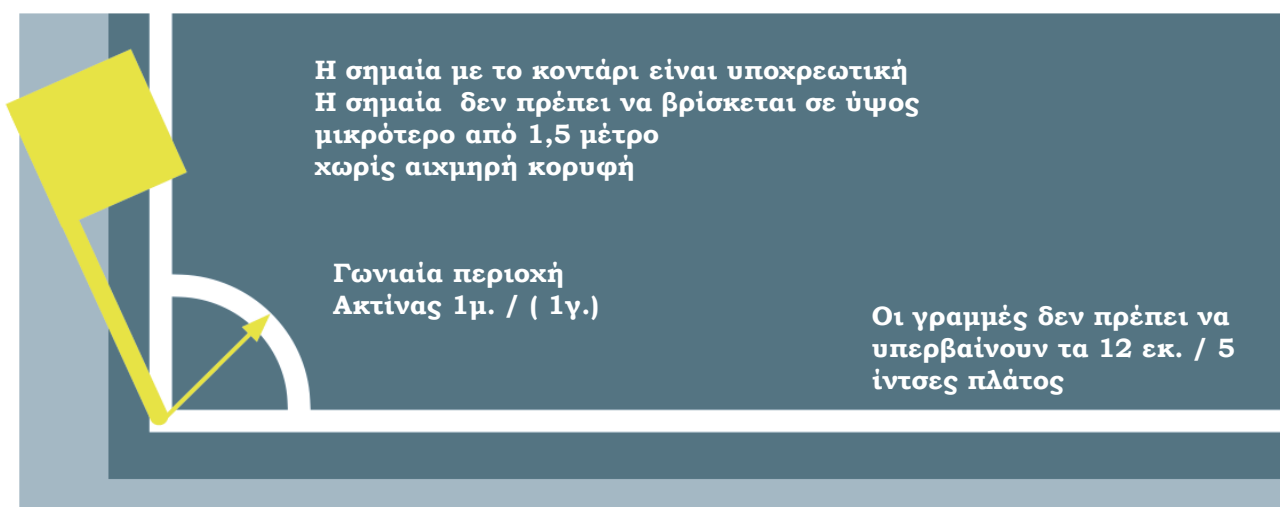 Η σημαία με το κοντάρι είναι υποχρεωτική
Η σημαία δεν πρέπει να βρίσκεται σε ύψος
μικρότερο από 1,5 μέτρο
χωρίς αιχμηρή κορυφή
Γωνιαία περιοχή
Ακτίνας 1μ. / ( 1γ.)
Οι γραμμές δεν πρέπει να
υπερβαίνουν τα 12 εκ. / 5
ίντσες πλάτος